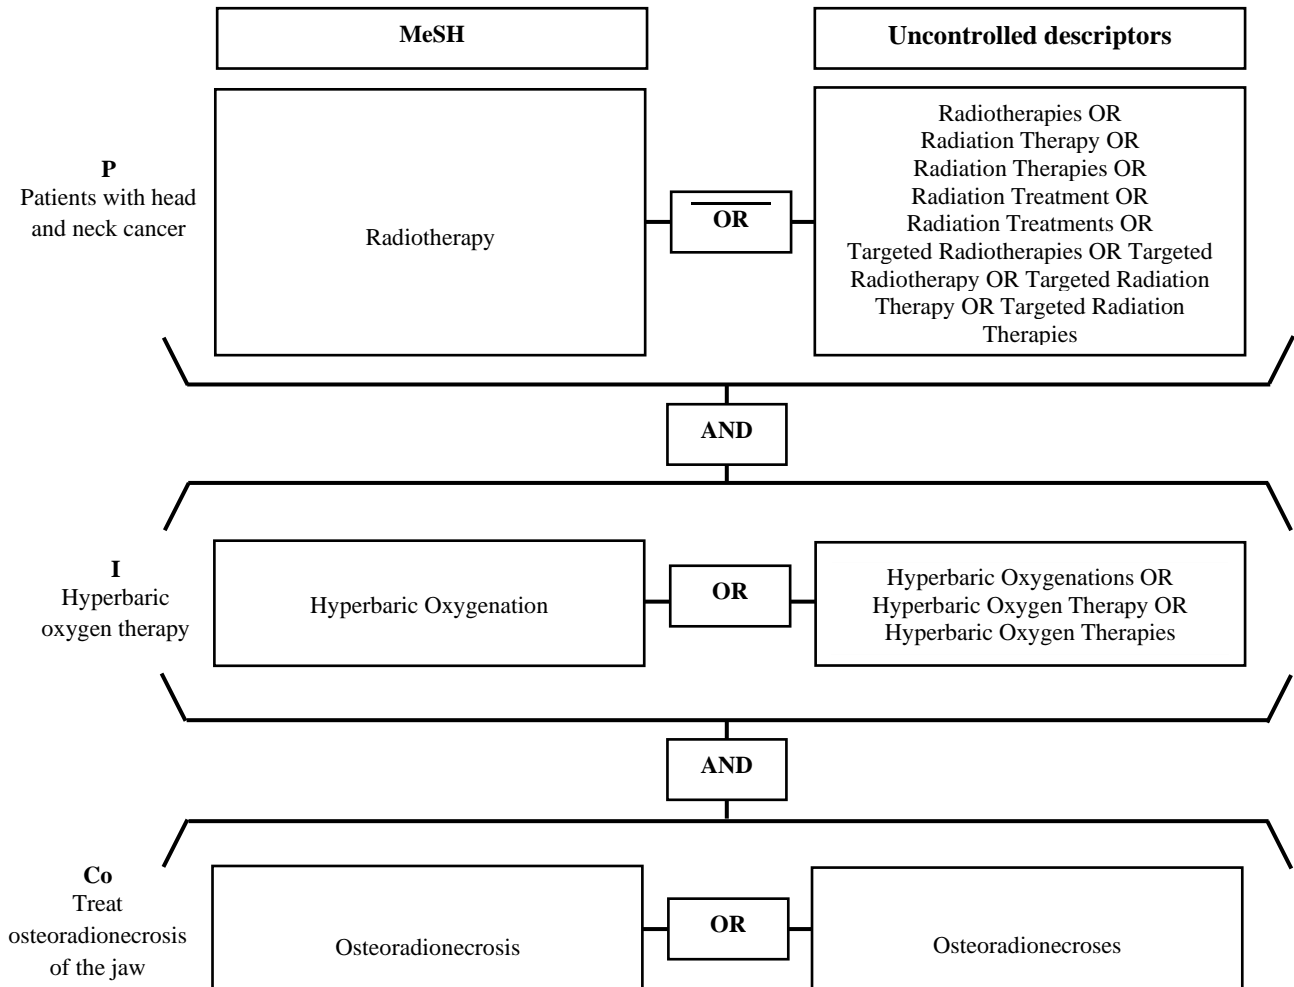 MeSH
Uncontrolled descriptors
P
Patients with head
and neck cancer
Radiotherapy
OR
Radiotherapies OR
Radiation Therapy OR
Radiation Therapies OR
Radiation Treatment OR
Radiation Treatments OR
Targeted Radiotherapies OR Targeted
Radiotherapy OR Targeted Radiation
Therapy OR Targeted Radiation
Therapies
AND
I
Hyperbaric
oxygen therapy
Hyperbaric Oxygenation
OR
Hyperbaric Oxygenations OR
Hyperbaric Oxygen Therapy OR
Hyperbaric Oxygen Therapies
AND
Co
Treat
osteoradionecrosis
of the jaw
Osteoradionecrosis
OR
Osteoradionecroses